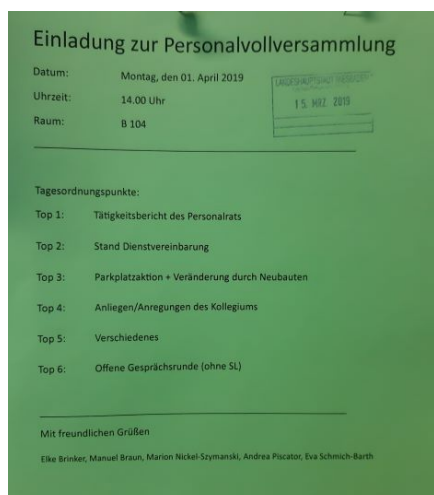 Einladung zur Personalvollversammlung
Datum: Montag, den 01. April 2019
Uhrzeit: 14.00 Uhr
Raum: B 104
15. MRZ. 2019
Tagesordnungspunkte:
Top 1: Tätigkeitsbericht des Personalrats
Top 2: Stand Dienstvereinbarung
Top 3: Parkplatzaktion + Veränderung durch Neubauten
Top 4: Anliegen/Anregungen des Kollegiums
Top 5: Verschiedenes
Top 6: Offene Gesprächsrunde (ohne SL)
Mit freundlichen Grüßen
Elke Brinker, Manuel Braun, Marion Nickel-Szymanski, Andrea Piscator, Eva Schmich-Barth